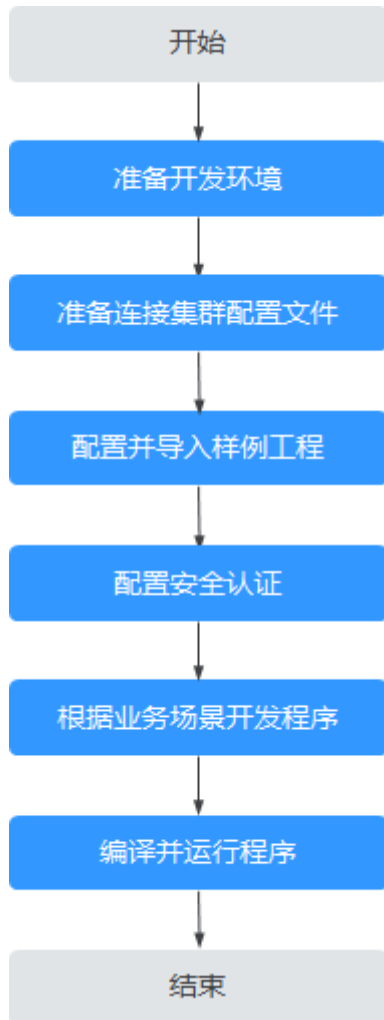 开始
准备开发环境
准备连接集群配置文件
配置并导入样例工程
配置安全认证
根据业务场景开发程序
编译并运行程序
结束